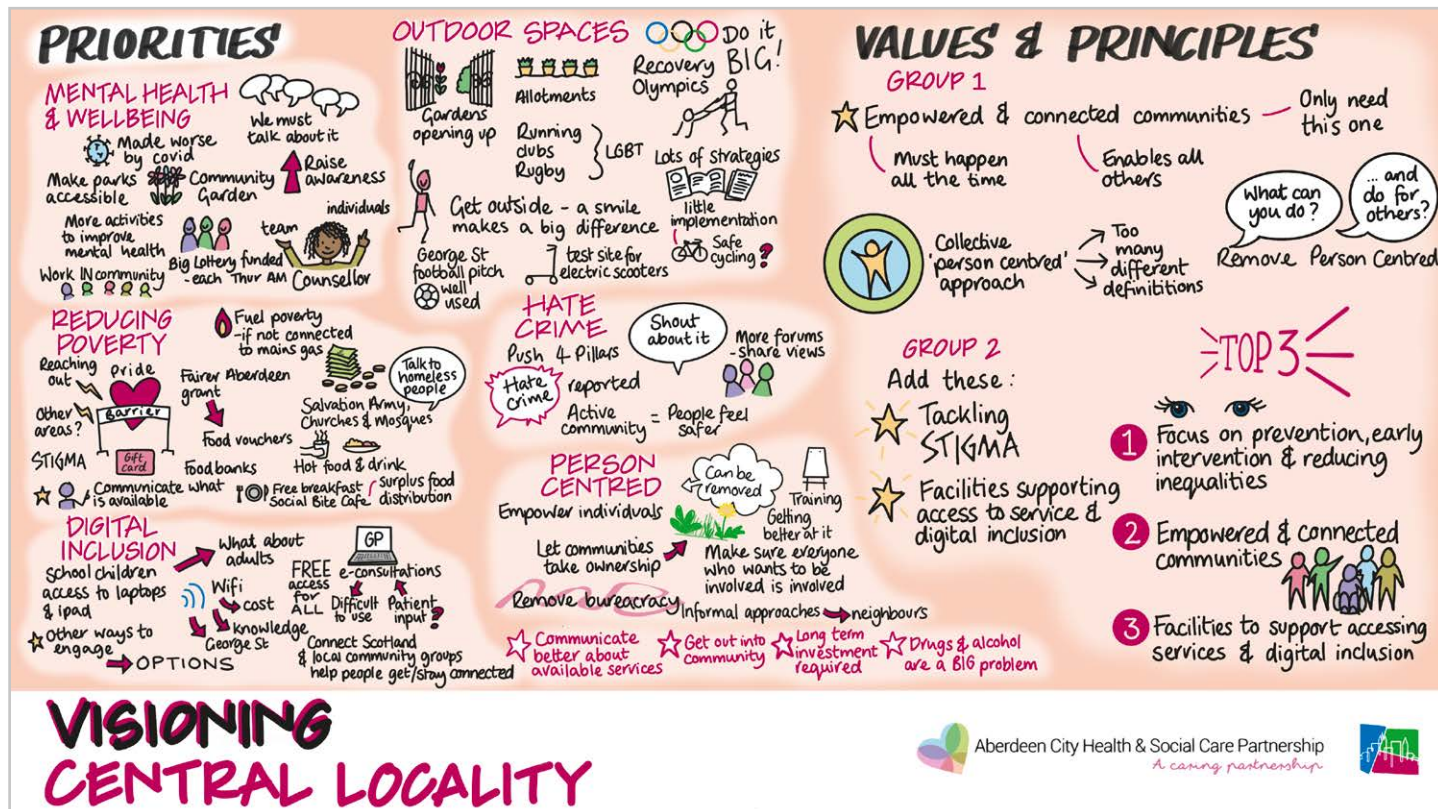 PRIORITIES
MENTAL HEALTH
& WELLBEING
We must
talk about it
Made worse
by covid
Make parks
accessible
Community
Garden
Raise
awareness
More activities
to improve
mental health
Big Lottery funded
- each Thur AM
team
individuals
Counsellor
Work IN community
OUTDOOR SPACES
Gardens
opening up
Allotments
Recovery
Olympics
Do it
BIG!
Running
clubs
Rugby
LGBT
Lots of strategies
little
implementation
Safe
cycling ?
Get outside - a smile
makes a big difference
George St
football pitch
well
used
test site for
electric scooters
REDUCING
POVERTY
Fuel poverty
- if not connected
to mains gas
Reaching
out
Pride
Barrier
Other
areas?
STIGMA
Gift
card
Communicate what
is available
Fairer Aberdeen
grant
Food vouchers
Foodbanks
Talk to
homeless
people
Salvation Army,
Churches & Mosques
Hot food & drink
Free breakfast
Social Bite Cafe
surplus food
distribution
HATE
CRIME
Push 4 Pillars
Hate
Crime
reported
Shout
about it
More forums
- share views
Active
community
= People feel
safer
PERSON
CENTRED
Can be
removed
Training
Getting
better at it
Empower individuals
Let communities
take ownership
Make sure everyone
who wants to be
involved is involved
Remove bureacracy
Informal approaches
neighbours
DIGITAL
INCLUSION
School children
access to laptops
& ipad
What about
adults
Wifi
cost
Knowledge
George St
Other ways to
engage
OPTIONS
GP
FREE
access
for
ALL
e-consultations
Difficult
to use
Patient
input ?
Connect Scotland
& local community groups
help people get/stay connected
Communicate
better about
available services
Get out into
Community
Long term
investment
required
Drugs & alcohol
are a BIG problem
VALUES & PRINCIPLES
GROUP 1
Empowered & connected communities
Only need
this one
Must happen
all the time
Enables all
others
Collective
'person centred'
approach
Too
many
different
definititions
What can
you do?
... and
do for
others?
Remove Person Centred
GROUP 2
Add these:
Tackling
STIGMA
Facilities supporting
access to service &
digital inclusion
TOP 3
1 Focus on prevention, early
intervention & reducing
inequalities
2 Empowered & connected
communities
3 Facilities to support accessing
services & digital inclusion
VISIONING
CENTRAL LOCALITY
Aberdeen City Health & Social Care Partnership
A caring partnership